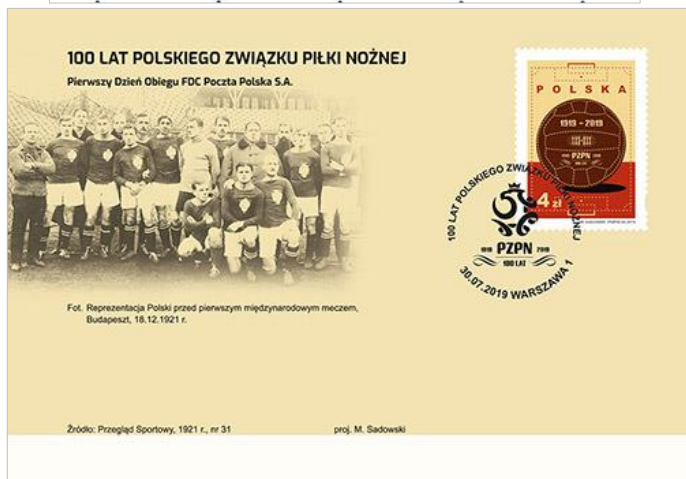 100 LAT POLSKIEGO ZWIĄZKU PIŁKI NOŻNEJ
Pierwszy Dzień Obiegu FDC Poczta Polska S.A.
POLSKA
1919 - 2019
PZPN
4 zł
100 LAT POLSKIEGO ZWIĄZKU PIŁKI NOŻNEJ
1919 PZPN 2019
100 LAT
30.07.2019 WARSZAWA 1
Fot. Reprezentacja Polski przed pierwszym międzynarodowym meczem,
Budapeszt, 18.12.1921 r.
Źródło: Przegląd Sportowy, 1921 r., nr 31
proj. M. Sadowski